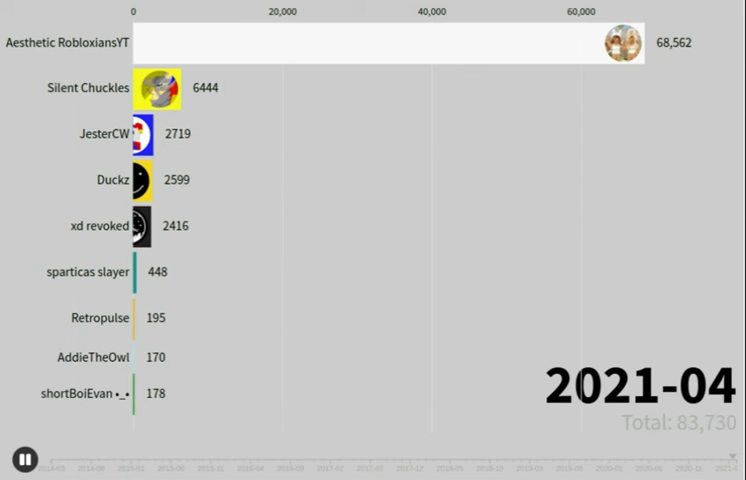 0 20,000 40,000 60,000
Aesthetic RobloxiansYT 68,562
Silent Chuckles 6444
JesterCW 2719
Duckz 2599
xd revoked 2416
sparticas slayer 448
Retropulse 195
AddieTheOwl 170
shortBoiEvan •_• 178
2021-04
Total: 83,730